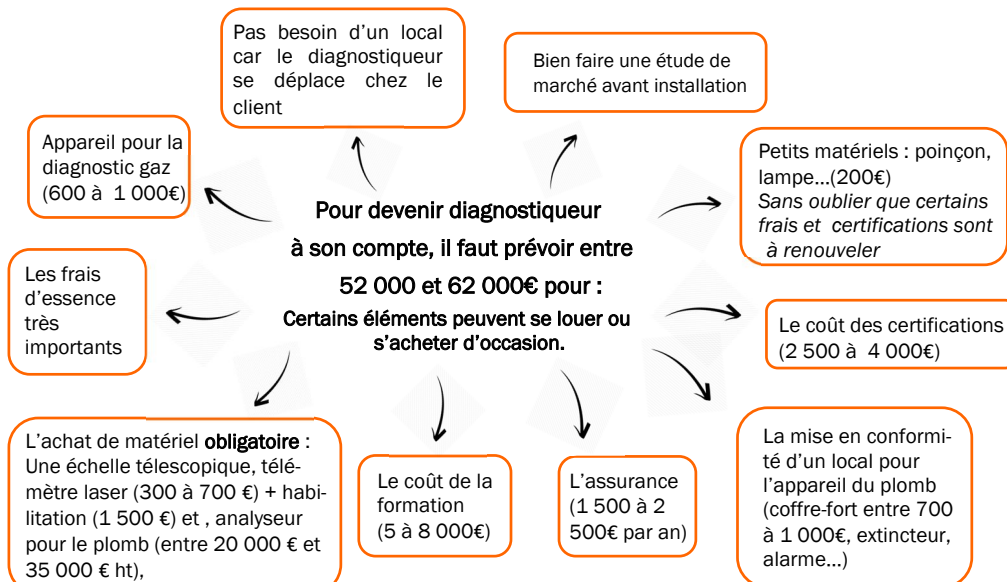 Pas besoin d'un local
car le diagnostiqueur
se déplace chez le
client
Bien faire une étude de
marché avant installation
Appareil pour la
diagnostic gaz
(600 à 1 000€)
Petits matériels : poinçon,
lampe...(200€)
Sans oublier que certains
frais et certifications sont
à renouveler
Pour devenir diagnostiqueur
à son compte, il faut prévoir entre
52 000 et 62 000€ pour :
Certains éléments peuvent se louer ou
s'acheter d'occasion.
Les frais
d'essence
très
importants
Le coût des certifications
(2 500 à 4 000€)
L'achat de matériel obligatoire :
Une échelle télescopique, télé-
mètre laser (300 à 700 €) + habi-
litation (1 500 €) et , analyseur
pour le plomb (entre 20 000 € et
35 000 € ht),
Le coût de la
formation
(5 à 8 000€)
L'assurance
(1 500 à 2
500€ par an)
La mise en conformi-
té d'un local pour
l'appareil du plomb
(coffre-fort entre 700
à 1 000€, extincteur,
alarme...)